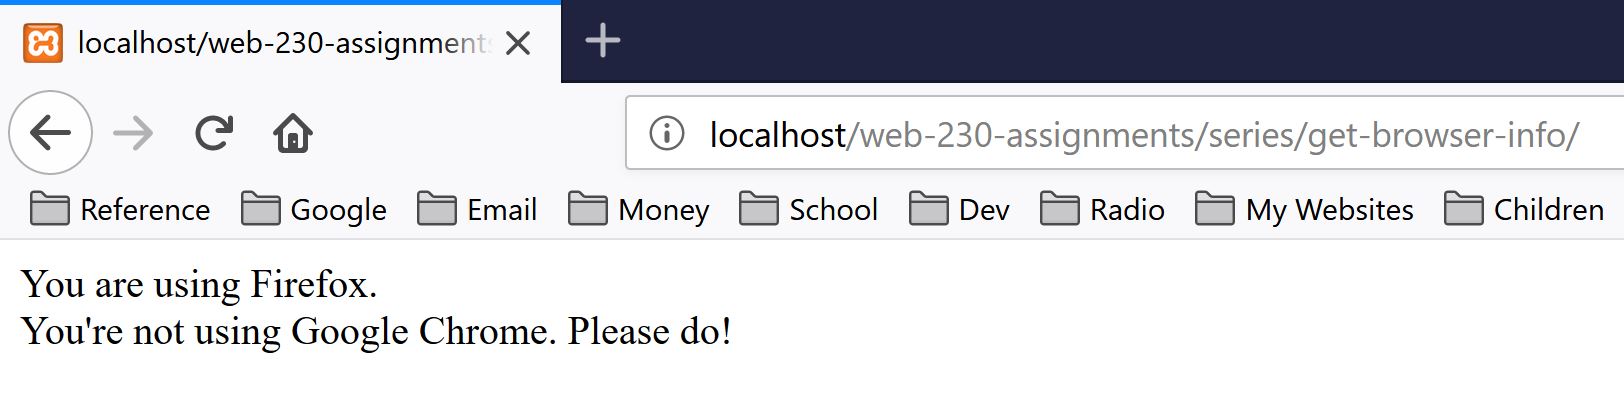 localhost/web-230-assignments
localhost/web-230-assignments/series/get-browser-info/
Reference Google Email Money School Dev Radio My Websites Children
You are using Firefox.
You're not using Google Chrome. Please do!